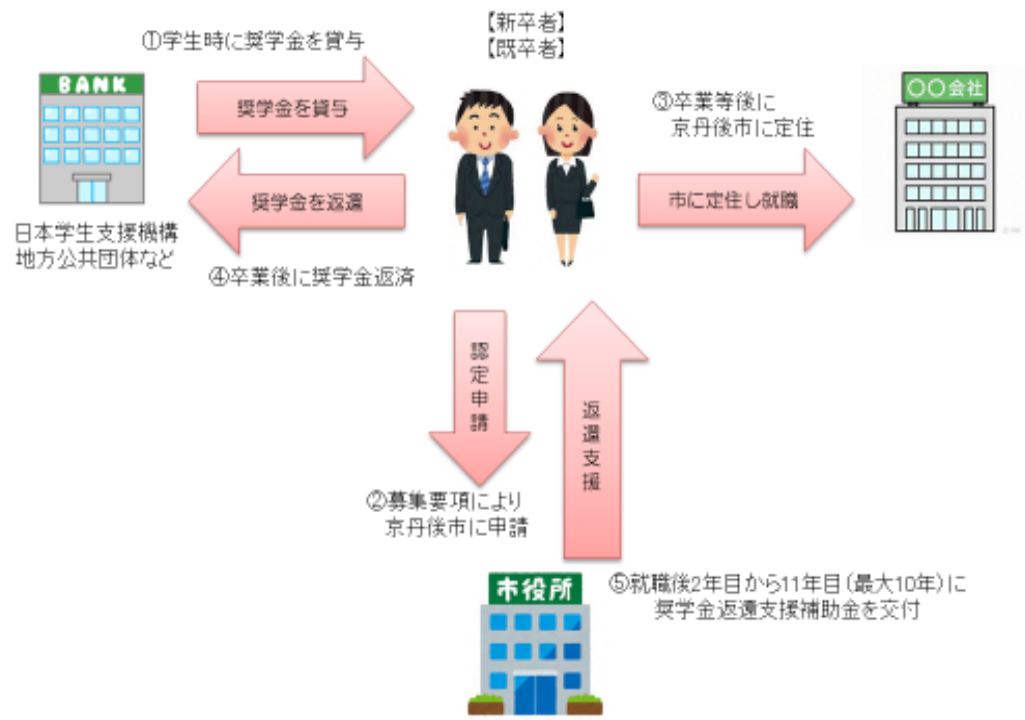 【新卒者】
【既卒者】
①学生時に奨学金を貸与
BANK
奨学金を貸与
奨学金を返還
日本学生支援機構
地方公共団体など
④卒業後に奨学金返済
③卒業等後に
京丹後市に定住
〇〇会社
市に定住し就職
認定申請
②募集要項により
京丹後市に申請
返還支援
市役所
⑤就職後2年目から11年目(最大10年)に
奨学金返還支援補助金を交付